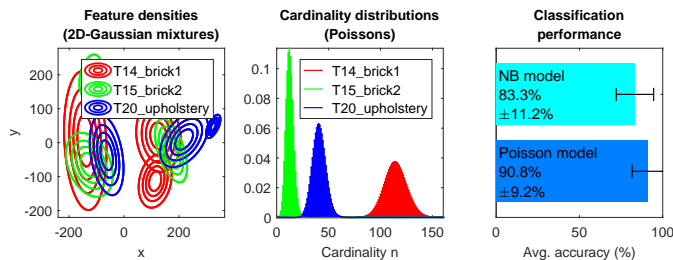 Feature densities
(2D-Gaussian mixtures)
T14_brick1
T15_brick2
T20_upholstery
y
200
100
0
-100
-200
-200
0
200
x
Cardinality distributions
(Poissons)
T14_brick1
T15_brick2
T20_upholstery
0.1
0.08
0.06
0.04
0.02
0
0
50
100
150
Cardinality n
Classification
performance
NB model
83.3%
±11.2%
Poisson model
90.8%
±9.2%
0
50
100
Avg. accuracy (%)